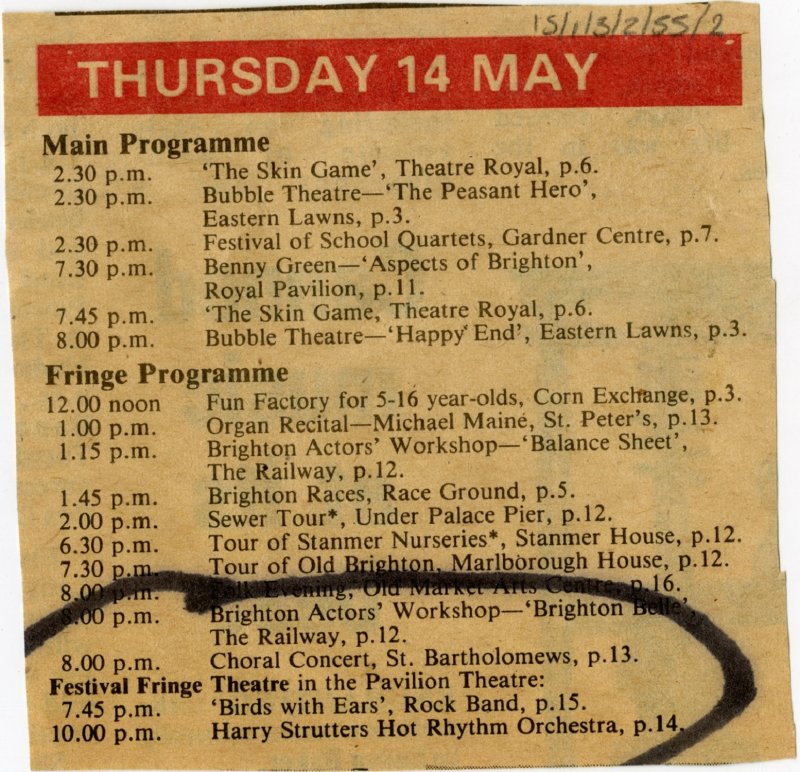 15/1/3/2/55/2
THURSDAY 14 MAY
Main Programme
2.30 p.m. ‘The Skin Game’, Theatre Royal, p.6.
2.30 p.m. Bubble Theatre—‘The Peasant Hero’,
Eastern Lawns, p.3.
2.30 p.m. Festival of School Quartets, Gardner Centre, p.7.
7.30 p.m. Benny Green—‘Aspects of Brighton’,
Royal Pavilion, p.11.
7.45 p.m. ‘The Skin Game, Theatre Royal, p.6.
8.00 p.m. Bubble Theatre—‘Happy End’, Eastern Lawns, p.3.
Fringe Programme
12.00 noon Fun Factory for 5-16 year-olds, Corn Exchange, p.3.
1.00 p.m. Organ Recital—Michael Maine, St. Peter’s, p.13.
1.15 p.m. Brighton Actors’ Workshop—‘Balance Sheet’,
The Railway, p.12.
1.45 p.m. Brighton Races, Race Ground, p.5.
2.00 p.m. Sewer Tour*, Under Palace Pier, p.12.
6.30 p.m. Tour of Stanmer Nurseries*, Stanmer House, p.12.
7.30 p.m. Tour of Old Brighton, Marlborough House, p.12.
8.00 p.m. Folk Evening, Old Market Arts Centre, p.16.
8.00 p.m. Brighton Actors’ Workshop—‘Brighton Belle’,
The Railway, p.12.
8.00 p.m. Choral Concert, St. Bartholomews, p.13.
Festival Fringe Theatre in the Pavilion Theatre:
7.45 p.m. ‘Birds with Ears’, Rock Band, p.15.
10.00 p.m. Harry Strutters Hot Rhythm Orchestra, p.14.